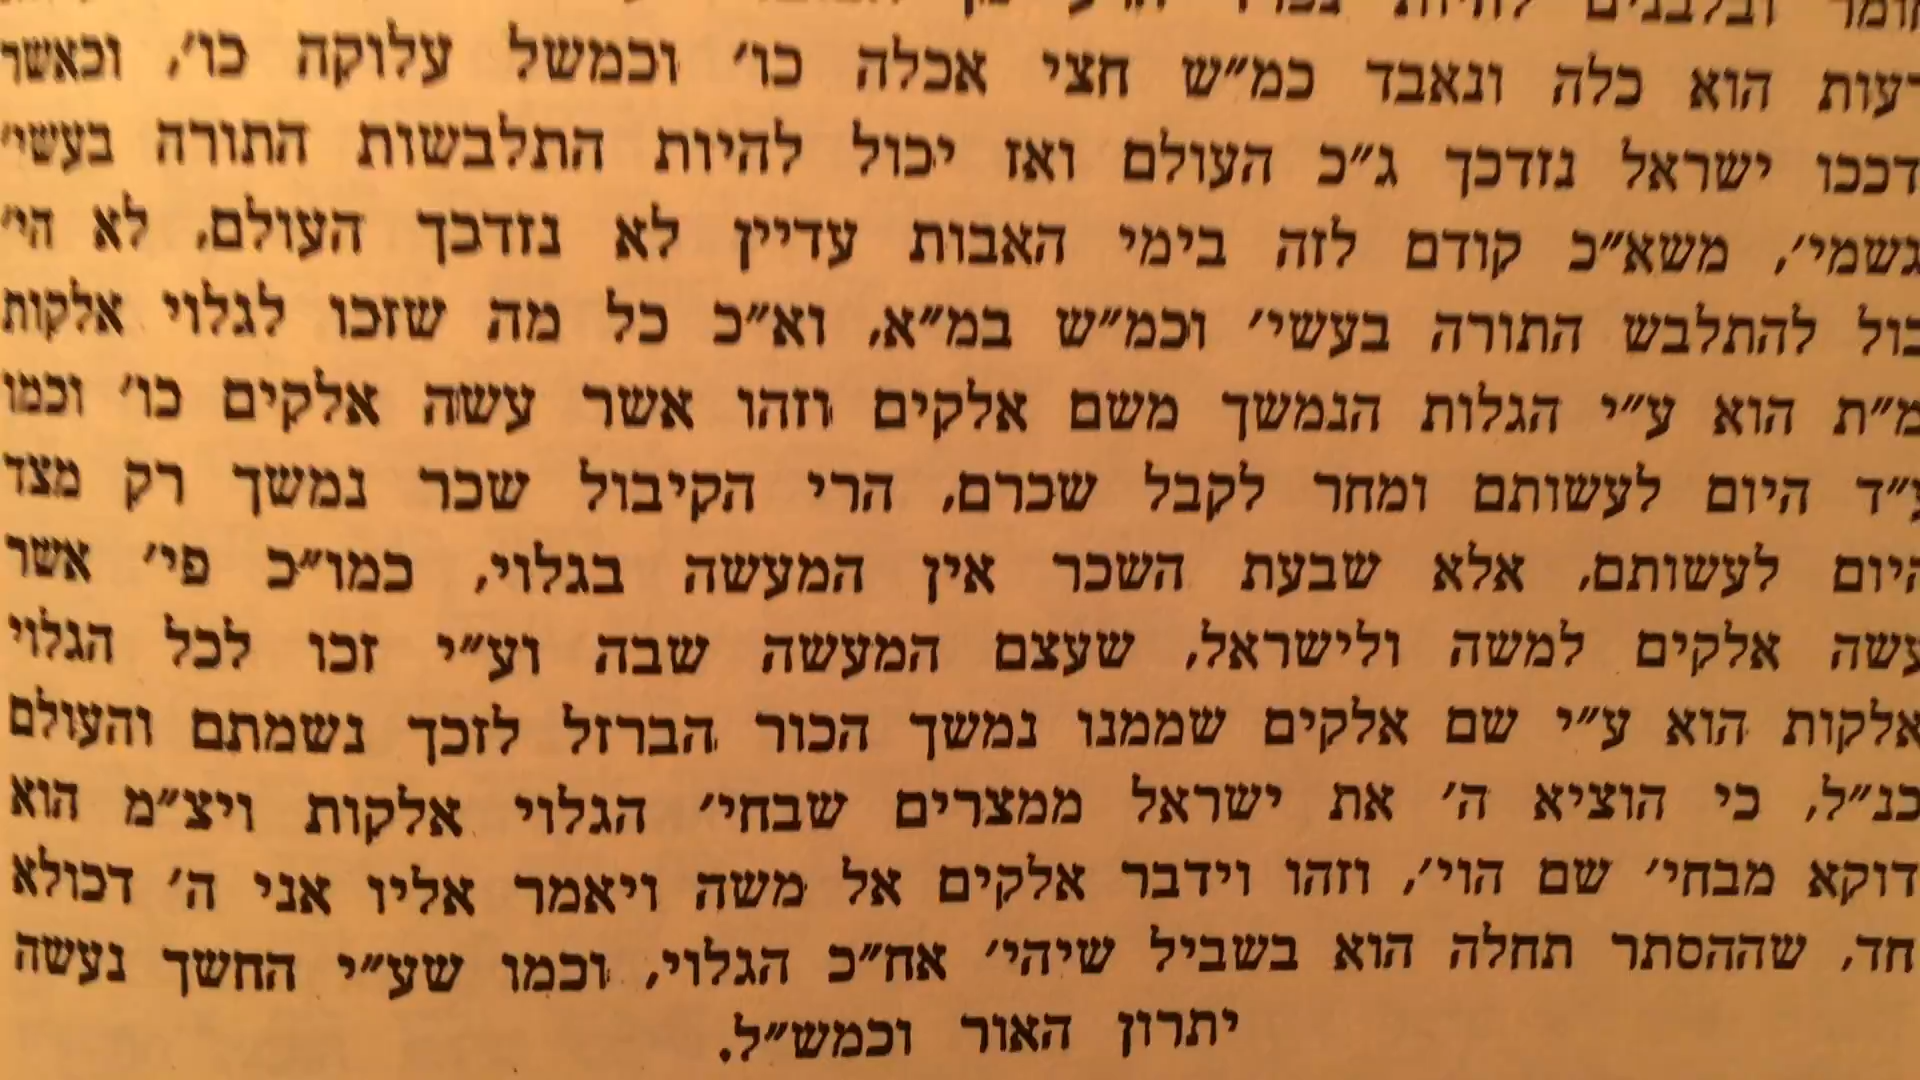 ובלבנים להיות
רעות הוא כלה ונאבד כמ״ש חצי אכלה כו׳ וכמשל עלוקה כו׳, וכאשר
דככו ישראל נזדכך ג״כ העולם ואז יכול להיות התלבשות התורה בעשי׳
גשמי׳, משא״כ קודם לזה בימי האבות עדיין לא נזדכך העולם, לא הי׳
כול להתלבש התורה בעשי׳ וכמ״ש במ״א, וא״כ כל מה שזכו לגלוי אלקות
מ״ת הוא ע״י הגלות הנמשך משם אלקים וזהו אשר עשה אלקים כו׳ וכמו
ע״ד היום לעשותם ומחר לקבל שכרם, הרי הקיבול שכר נמשך רק מצד
היום לעשותם, אלא שבעת השכר אין המעשה בגלוי, כמו״כ פי׳ אשר
עשה אלקים למשה ולישראל, שעצם המעשה שבה וע״י זכו לכל הגלוי
אלקות הוא ע״י שם אלקים שממנו נמשך הכור הברזל לזכך נשמתם והעולם
כנ״ל, כי הוציא ה׳ את ישראל ממצרים שבחי׳ הגלוי אלקות ויצ״מ הוא
דוקא מבחי׳ שם הוי׳, וזהו וידבר אלקים אל משה ויאמר אליו אני ה׳ דכולא
חד, שההסתר תחלה הוא בשביל שיהי׳ אח״כ הגלוי, וכמו שע״י החשך נעשה
יתרון האור וכמש״ל.